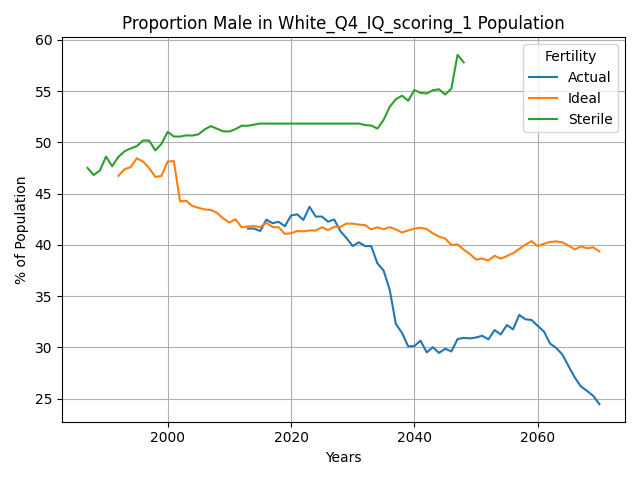 Proportion Male in White_Q4_IQ_scoring_1 Population
60
55
50
45
40
35
30
25
% of Population
Fertility
Actual
Ideal
Sterile
2000
2020
2040
2060
Years